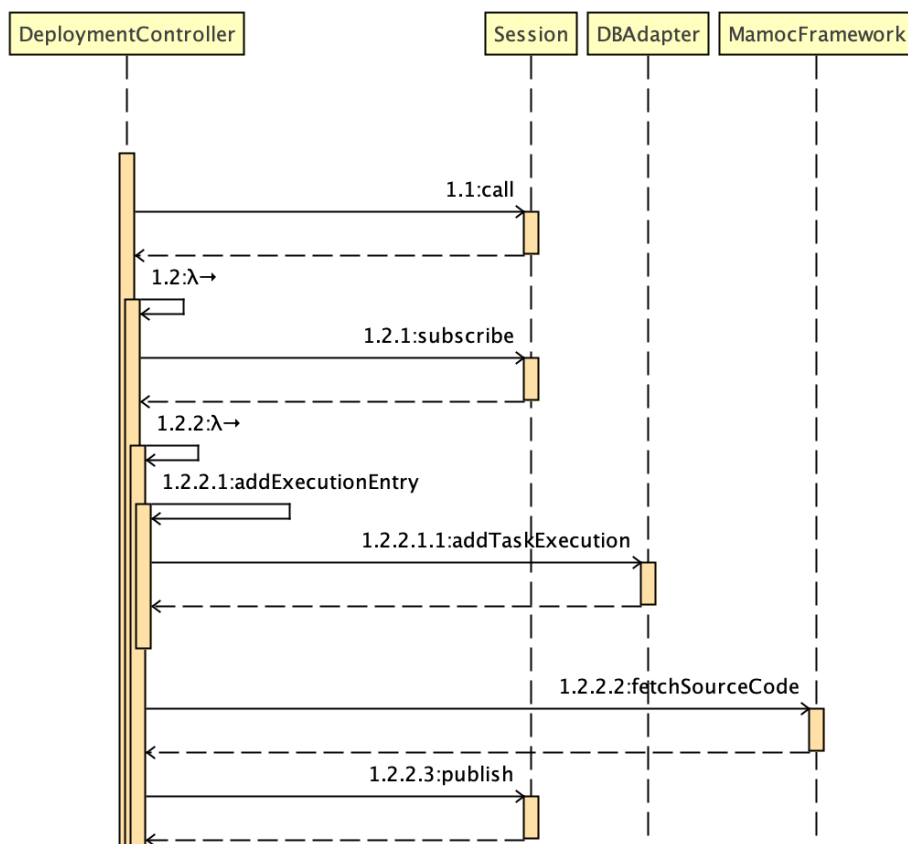 DeploymentController
Session
DBAdapter
MamocFramework
1.1:call
1.2:λ→
1.2.1:subscribe
1.2.2:λ→
1.2.2.1:addExecutionEntry
1.2.2.1.1:addTaskExecution
1.2.2.2:fetchSourceCode
1.2.2.3:publish